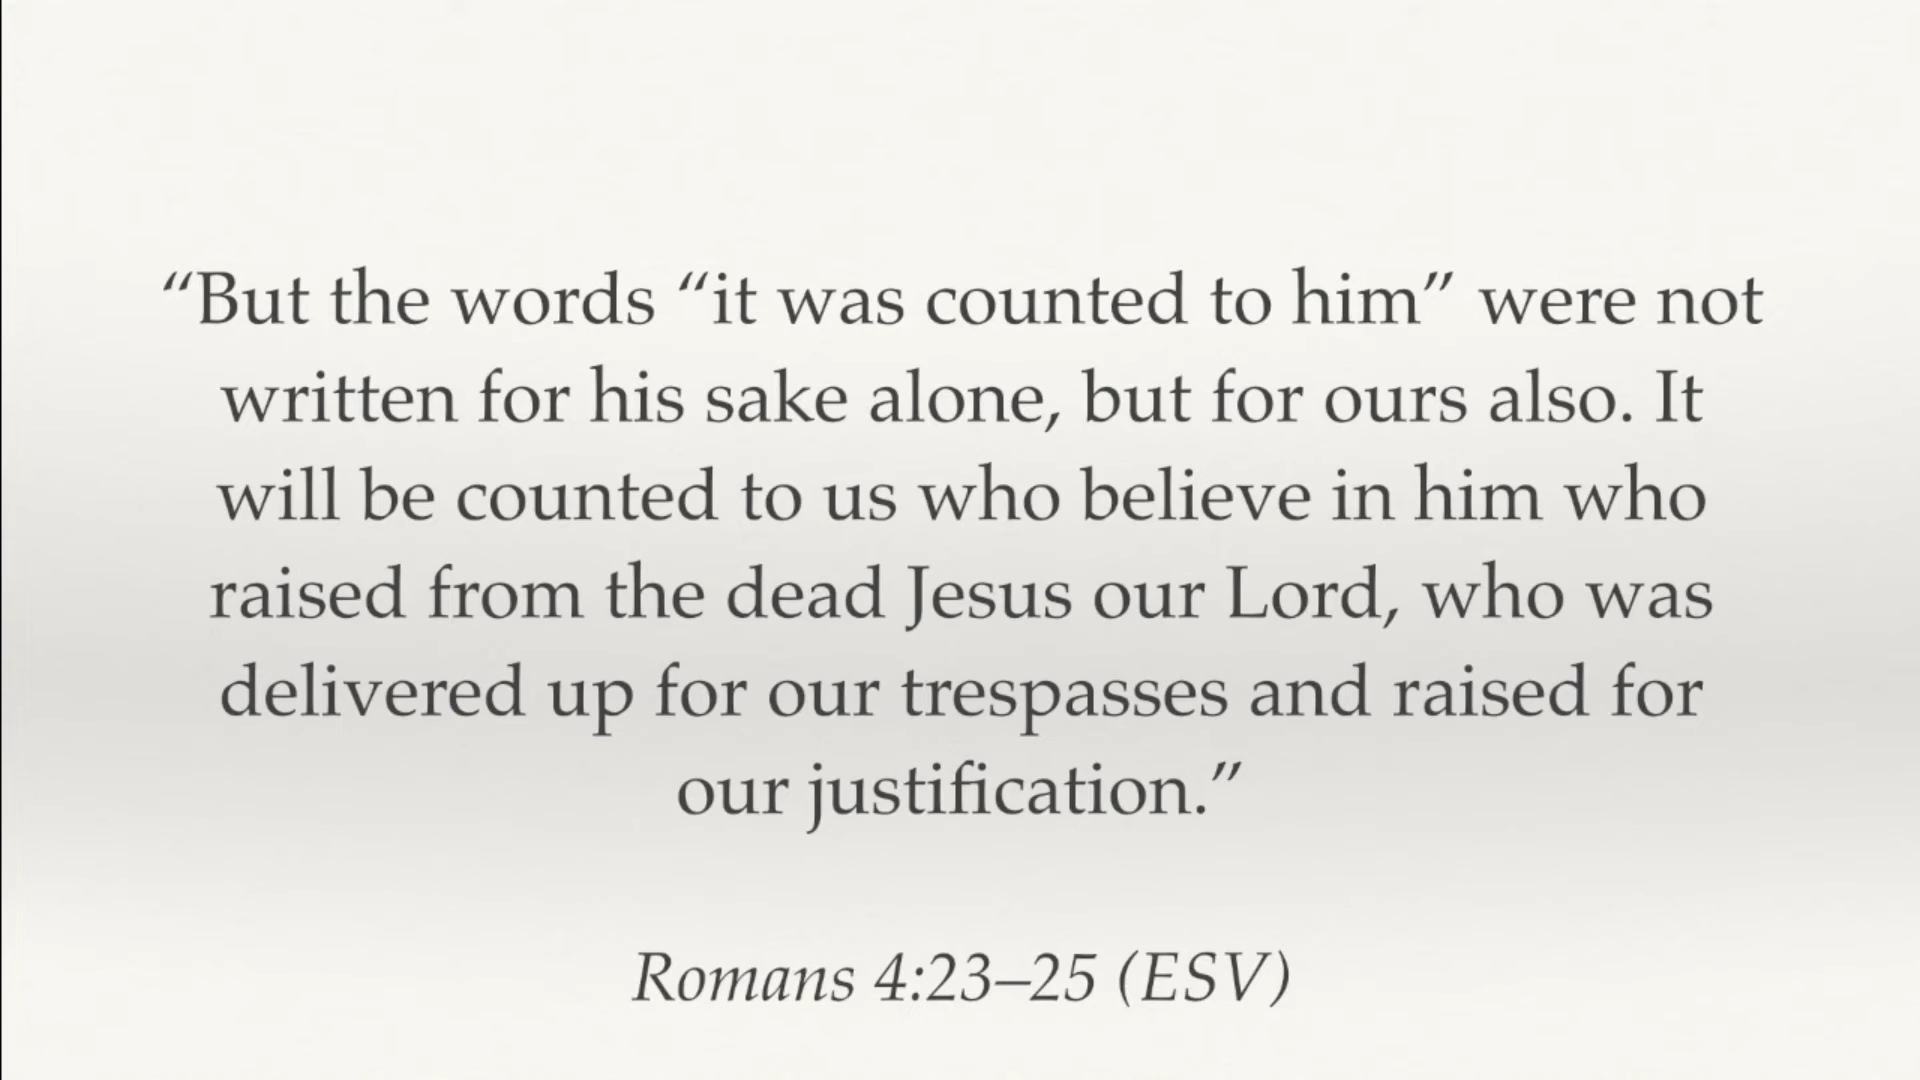 “But the words “it was counted to him” were not
written for his sake alone, but for ours also. It
will be counted to us who believe in him who
raised from the dead Jesus our Lord, who was
delivered up for our trespasses and raised for
our justification.”
Romans 4:23–25 (ESV)